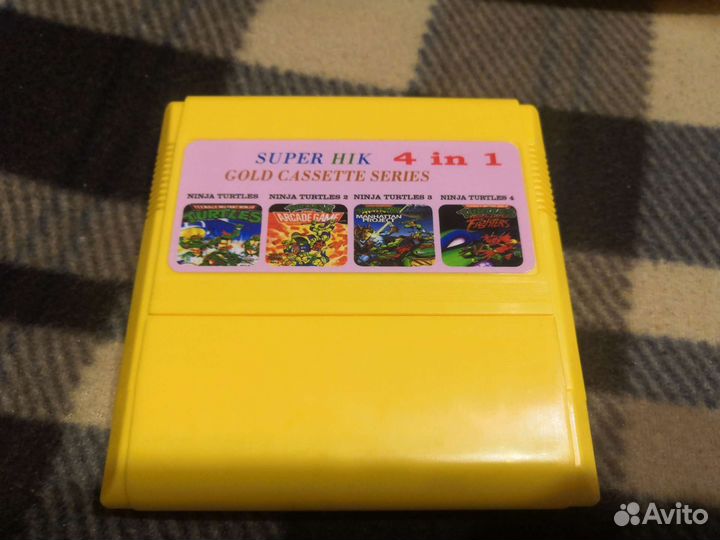 SUPER HIK 4 in 1
GOLD CASSETTE SERIES
NINJA TURTLES NINJA TURTLES 2 NINJA TURTLES 3 NINJA TURTLES 4
TURTLES
ARCADE GAME
MANHATTAN
PROJECT
FIGHTERS
Avito